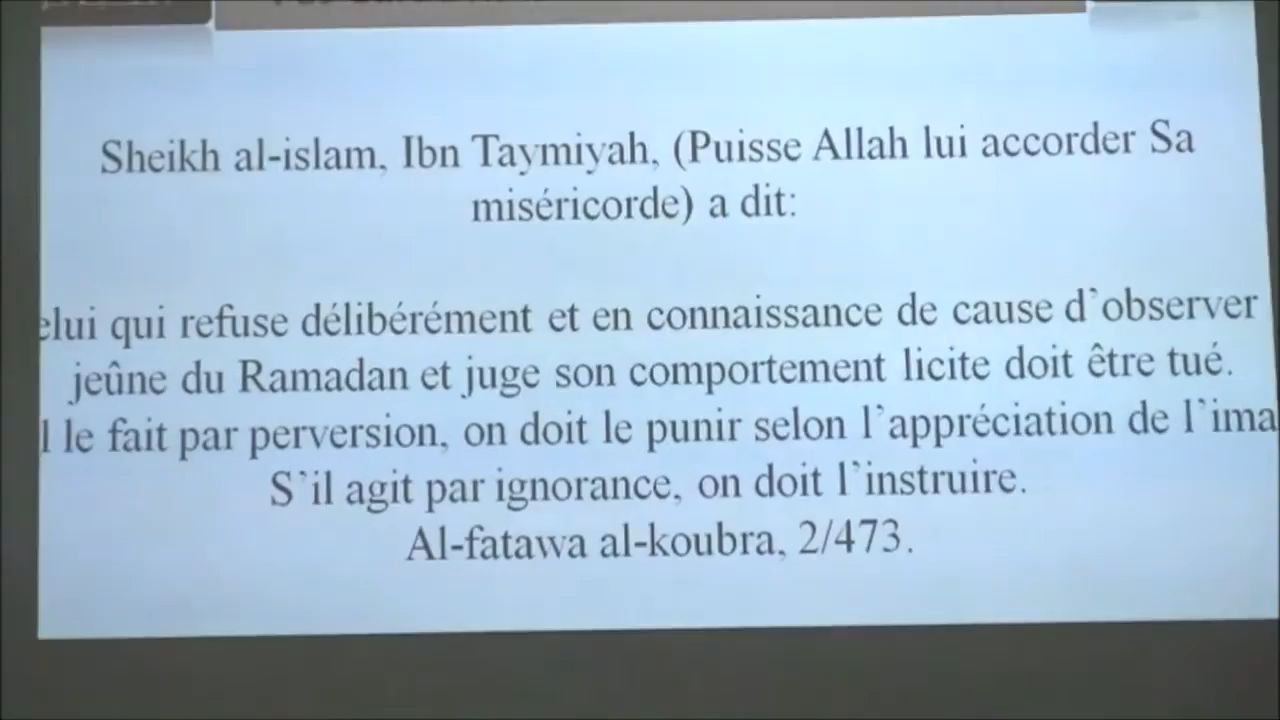 Sheikh al-islam, Ibn Taymiyah, (Puisse Allah lui accorder Sa
miséricorde) a dit:
elui qui refuse délibérément et en connaissance de cause d`observer
jeûne du Ramadan et juge son comportement licite doit être tué.
l le fait par perversion, on doit le punir selon l`appréciation de l`ima
S`il agit par ignorance, on doit l`instruire.
Al-fatawa al-koubra, 2/473.